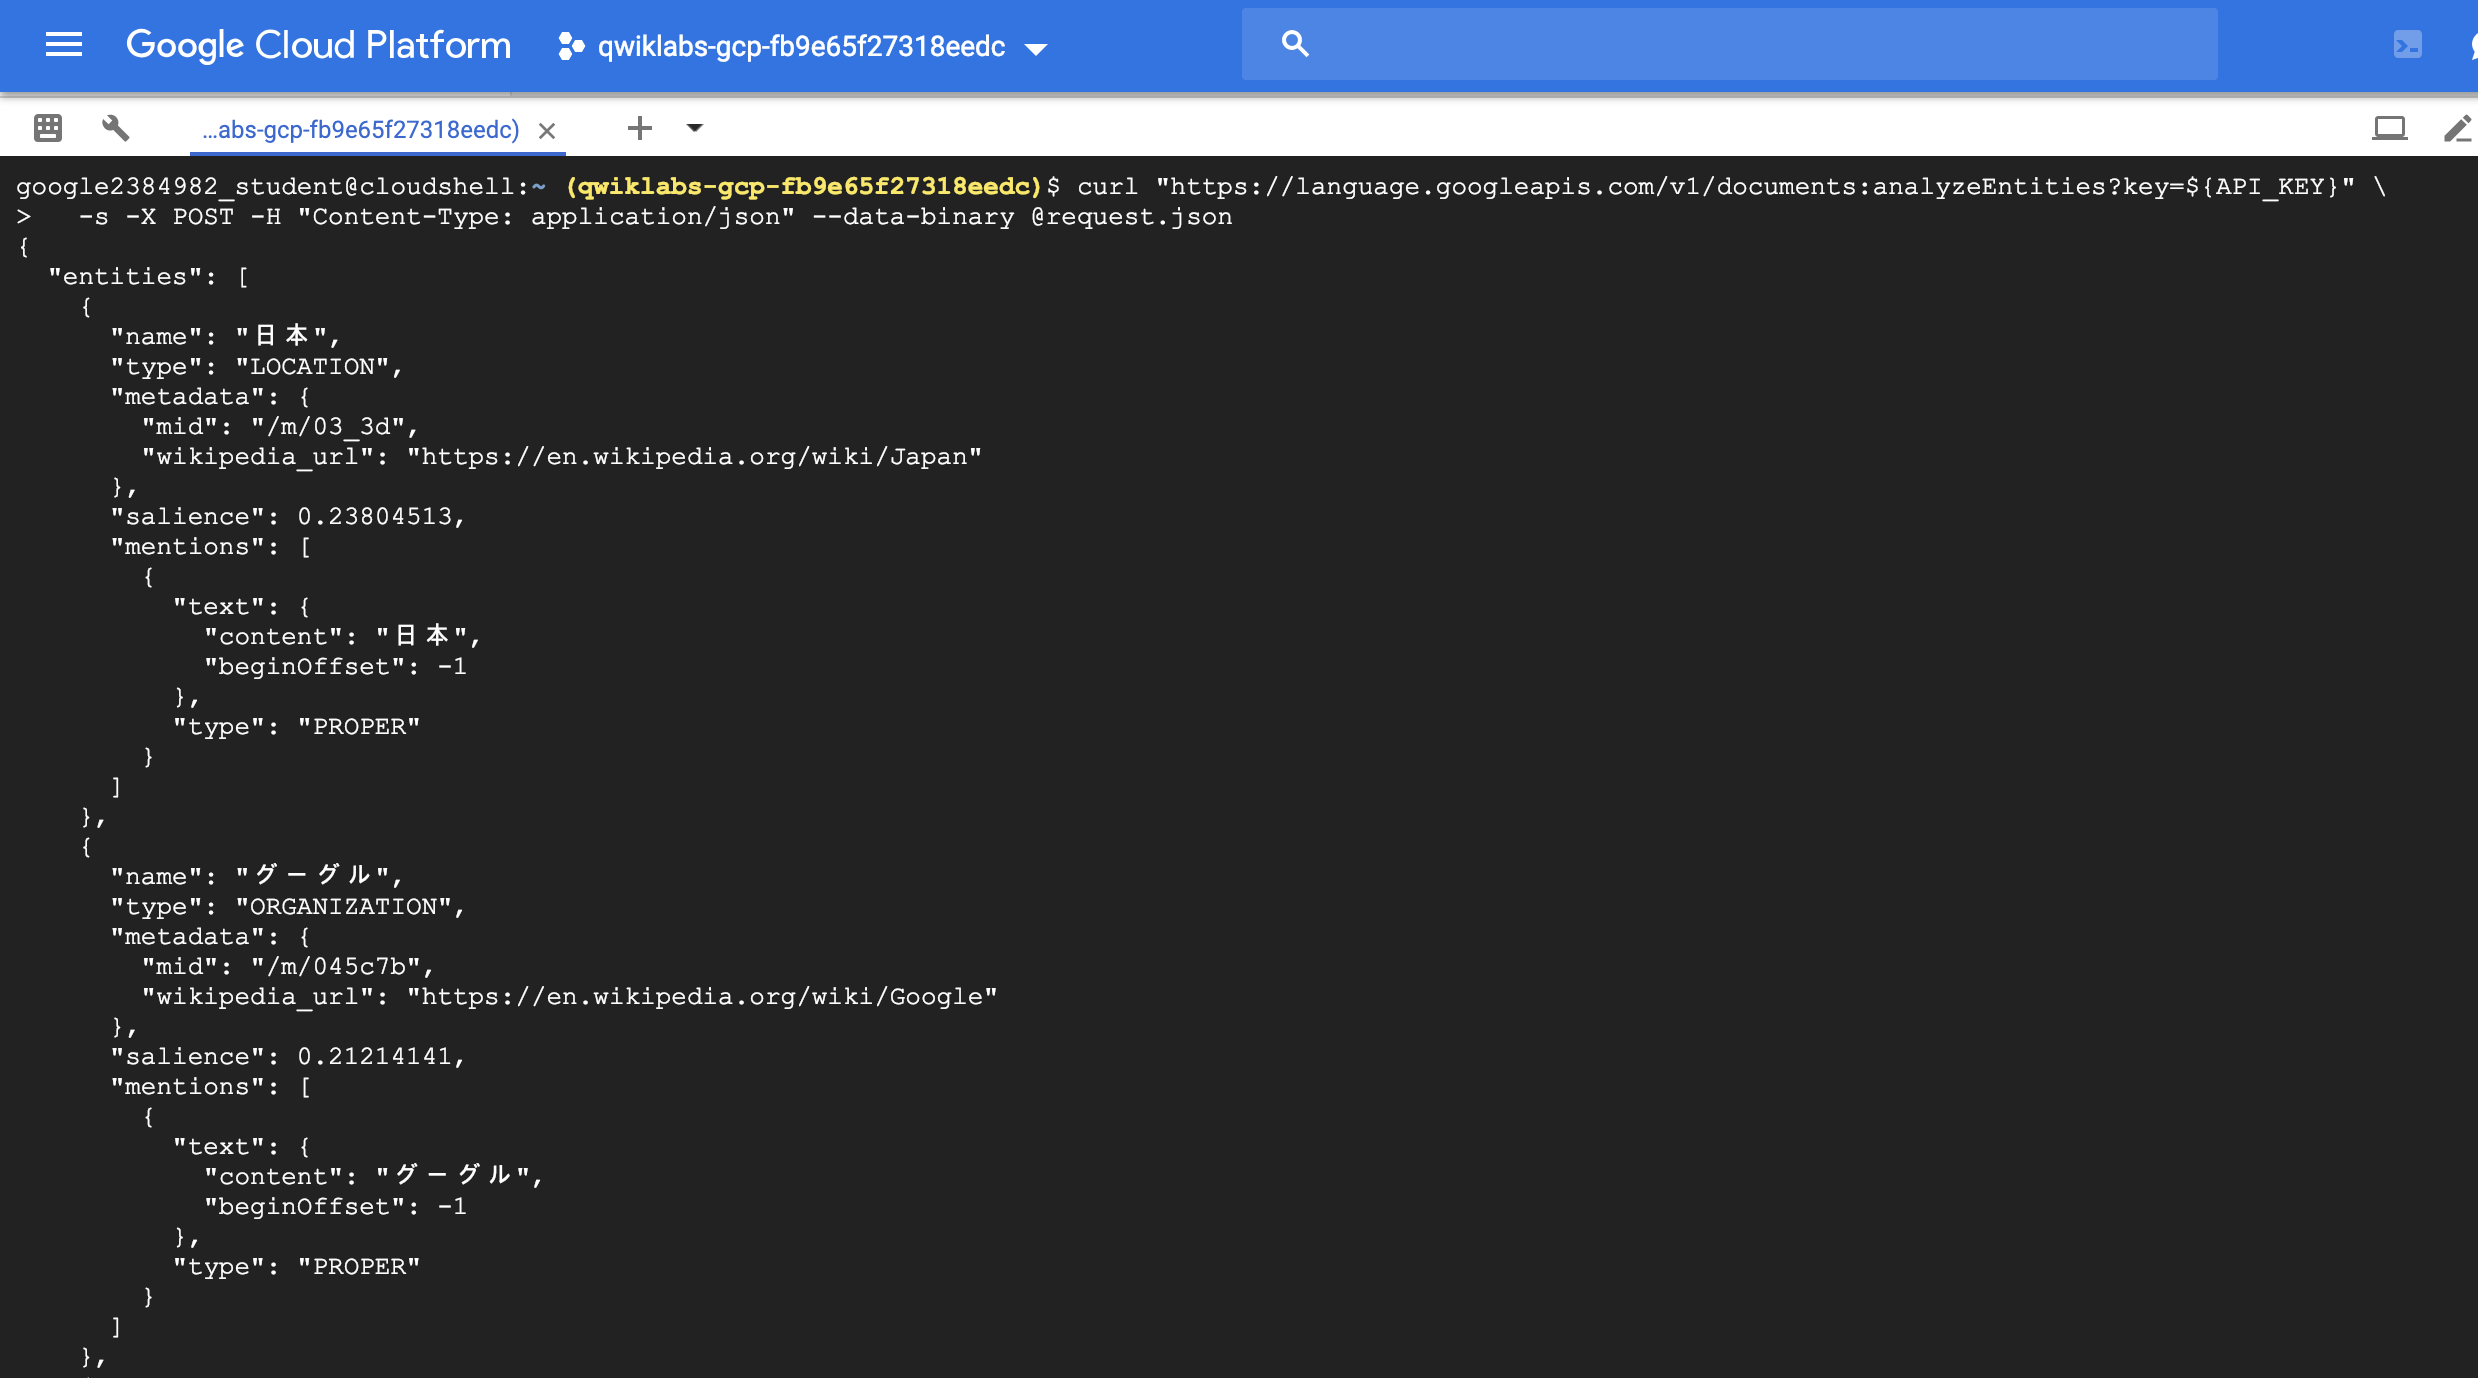 Google Cloud Platform qwiklabs-gcp-fb9e65f27318eedc
...abs-gcp-fb9e65f27318eedc)
google2384982_student@cloudshell:~ (qwiklabs-gcp-fb9e65f27318eedc)$ curl "https://language.googleapis.com/v1/documents:analyzeEntities?key=${API_KEY}" \
>   -s -X POST -H "Content-Type: application/json" --data-binary @request.json
{
  "entities": [
    {
      "name": "日本",
      "type": "LOCATION",
      "metadata": {
        "mid": "/m/03_3d",
        "wikipedia_url": "https://en.wikipedia.org/wiki/Japan"
      },
      "salience": 0.23804513,
      "mentions": [
        {
          "text": {
            "content": "日本",
            "beginOffset": -1
          },
          "type": "PROPER"
        }
      ]
    },
    {
      "name": "グーグル",
      "type": "ORGANIZATION",
      "metadata": {
        "mid": "/m/045c7b",
        "wikipedia_url": "https://en.wikipedia.org/wiki/Google"
      },
      "salience": 0.21214141,
      "mentions": [
        {
          "text": {
            "content": "グーグル",
            "beginOffset": -1
          },
          "type": "PROPER"
        }
      ]
    },